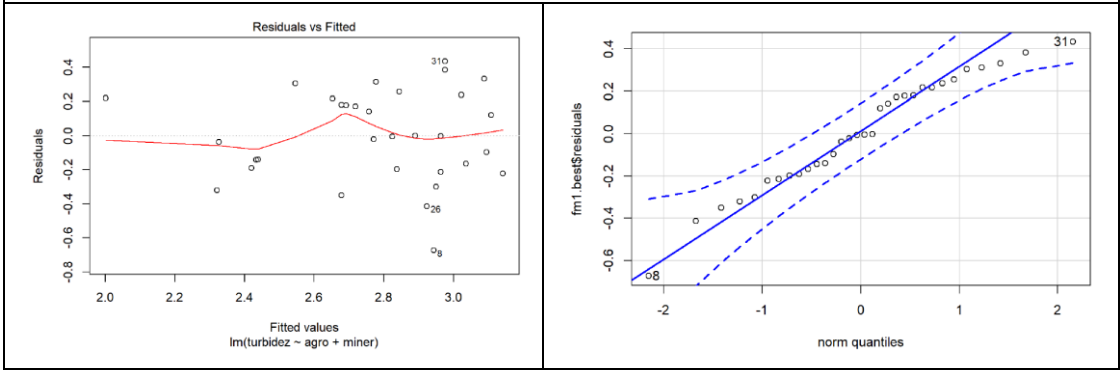 Residuals vs Fitted
Residuals
0.4
0.2
0.0
-0.2
-0.4
-0.6
-0.8
31
26
8
2.0 2.2 2.4 2.6 2.8 3.0
Fitted values
lm(turbidez ~ agro + miner)
fm1.best$residuals
0.4
0.2
0.0
-0.2
-0.4
-0.6
31
8
-2 -1 0 1 2
norm quantiles